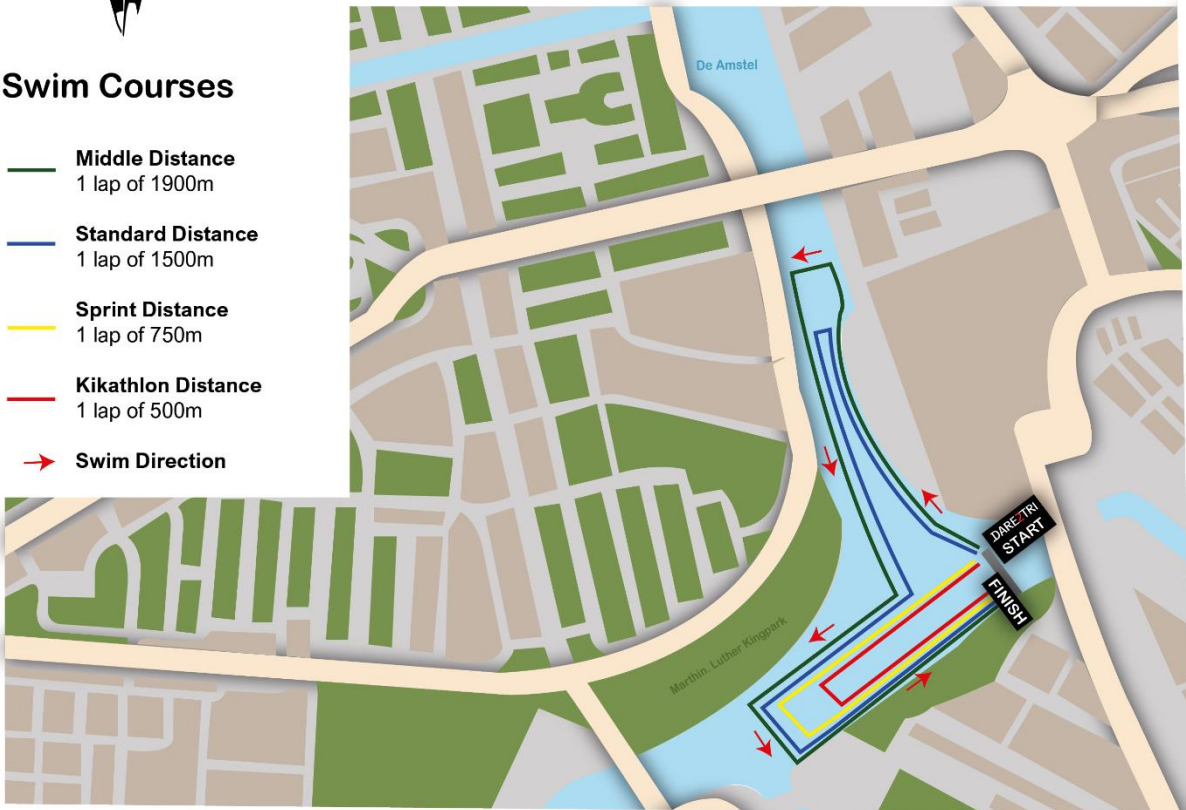 Swim Courses
Middle Distance
1 lap of 1900m
Standard Distance
1 lap of 1500m
Sprint Distance
1 lap of 750m
Kikathlon Distance
1 lap of 500m
Swim Direction
De Amstel
Marthin. Luther Kingpark
DARE2TRI
START
FINISH